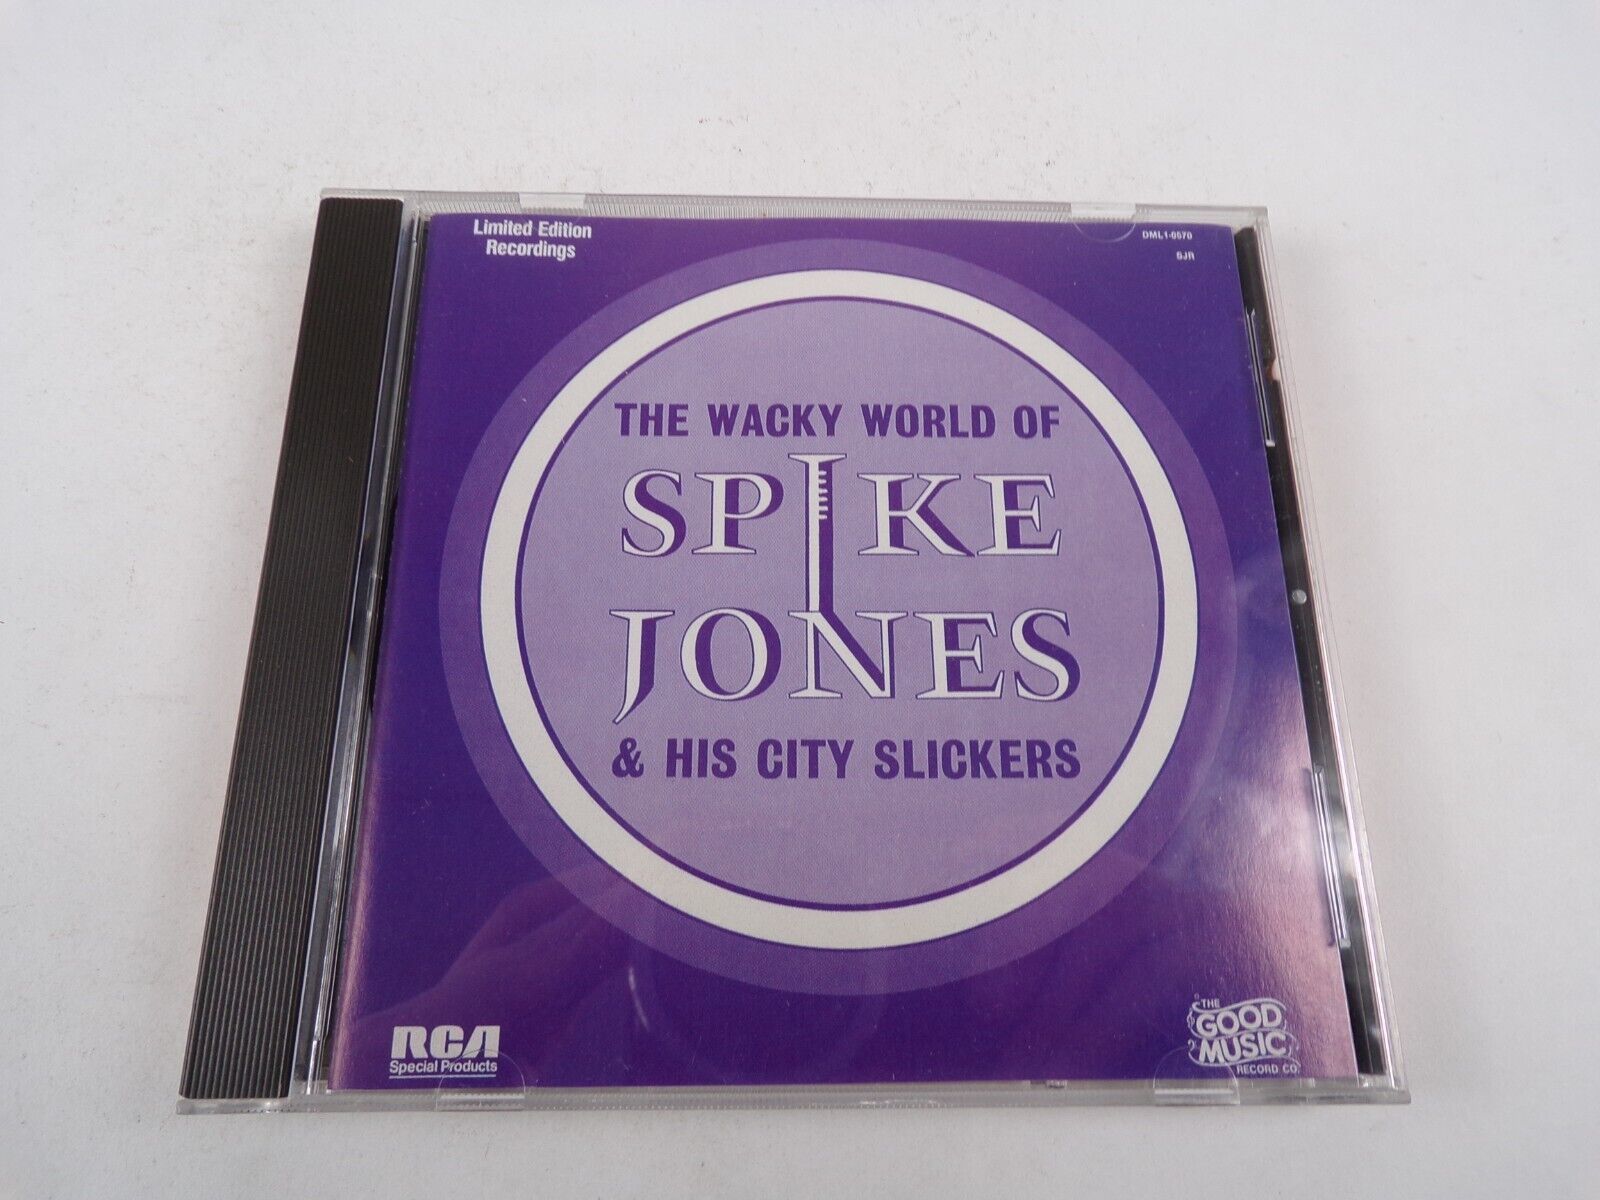 Limited Edition
Recordings
DML1-0570
SJR
THE WACKY WORLD OF
SPIKE
JONES
& HIS CITY SLICKERS
RCA
Special Products
THE
GOOD
MUSIC
RECORD CO.